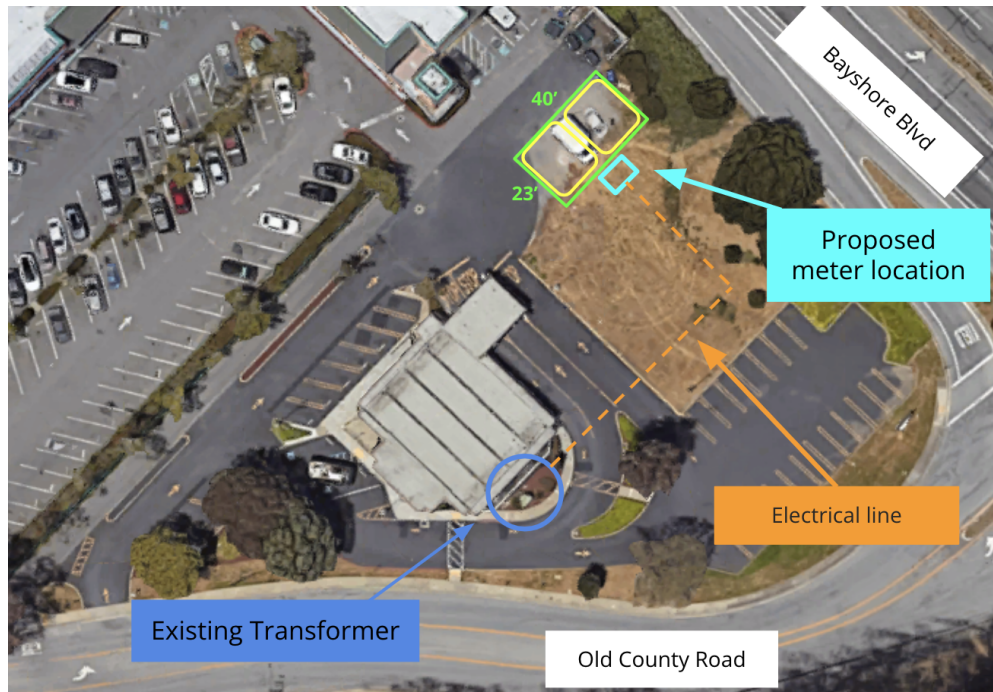 Bayshore Blvd
40’
23’
Proposed
meter location
Electrical line
Existing Transformer
Old County Road